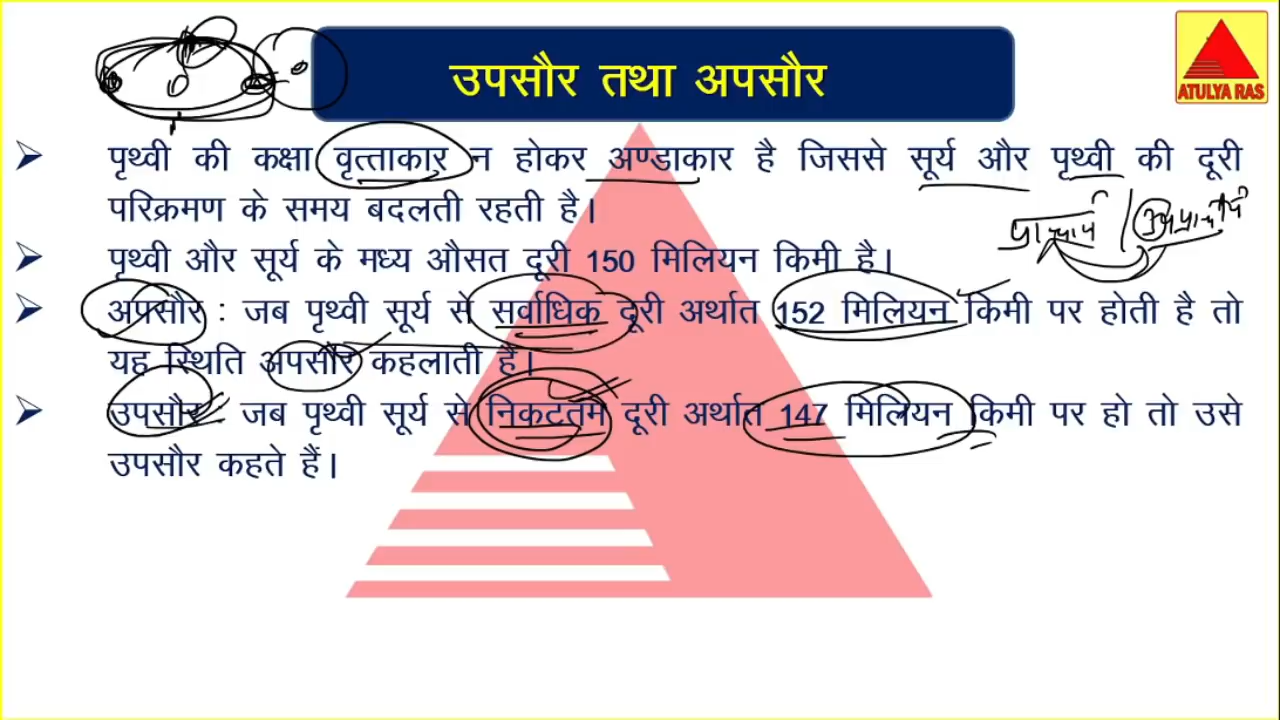 उपसौर तथा अपसौर
ATULYA RAS
➢ पृथ्वी की कक्षा वृत्ताकार न होकर अण्डाकार है जिससे सूर्य और पृथ्वी की दूरी
परिक्रमण के समय बदलती रहती है।
प्राचार्य / उपप्राचार्य
➢ पृथ्वी और सूर्य के मध्य औसत दूरी 150 मिलियन किमी है।
➢ अपसौर : जब पृथ्वी सूर्य से सर्वाधिक दूरी अर्थात 152 मिलियन किमी पर होती है तो
यह स्थिति अपसौर कहलाती है।
➢ उपसौर : जब पृथ्वी सूर्य से निकटतम दूरी अर्थात 147 मिलियन किमी पर हो तो उसे
उपसौर कहते हैं।